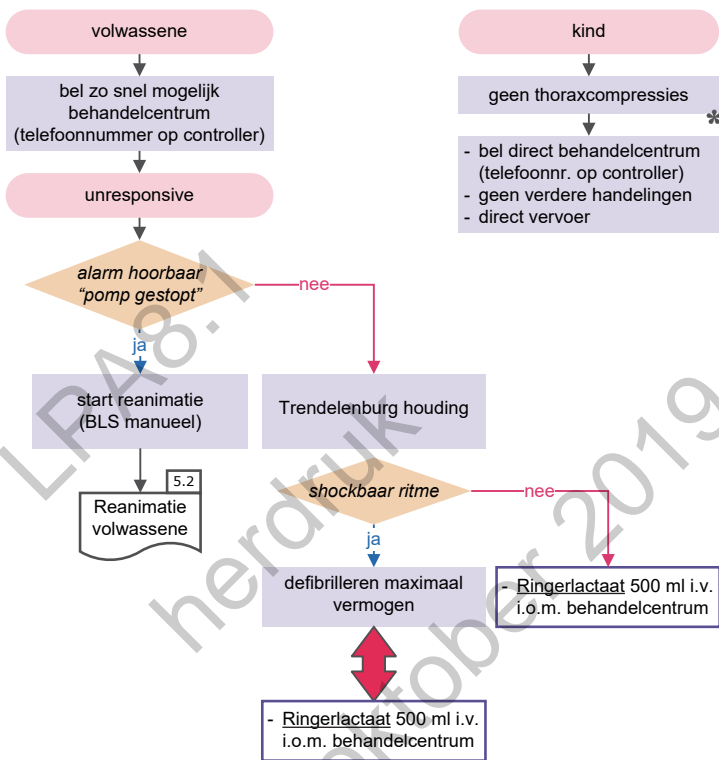 volwassene
bel zo snel mogelijk
behandelcentrum
(telefoonnummer op controller)
unresponsive
alarm hoorbaar
“pomp gestopt”
nee
ja
start reanimatie
(BLS manueel)
5.2
Reanimatie
volwassene
Trendelenburg houding
shockbaar ritme
nee
ja
defibrilleren maximaal
vermogen
- Ringerlactaat 500 ml i.v.
i.o.m. behandelcentrum
- Ringerlactaat 500 ml i.v.
i.o.m. behandelcentrum
kind
geen thoraxcompressies
*
- bel direct behandelcentrum
(telefoonnr. op controller)
- geen verdere handelingen
- direct vervoer
LPA8.1
herdruk
oktober 2019